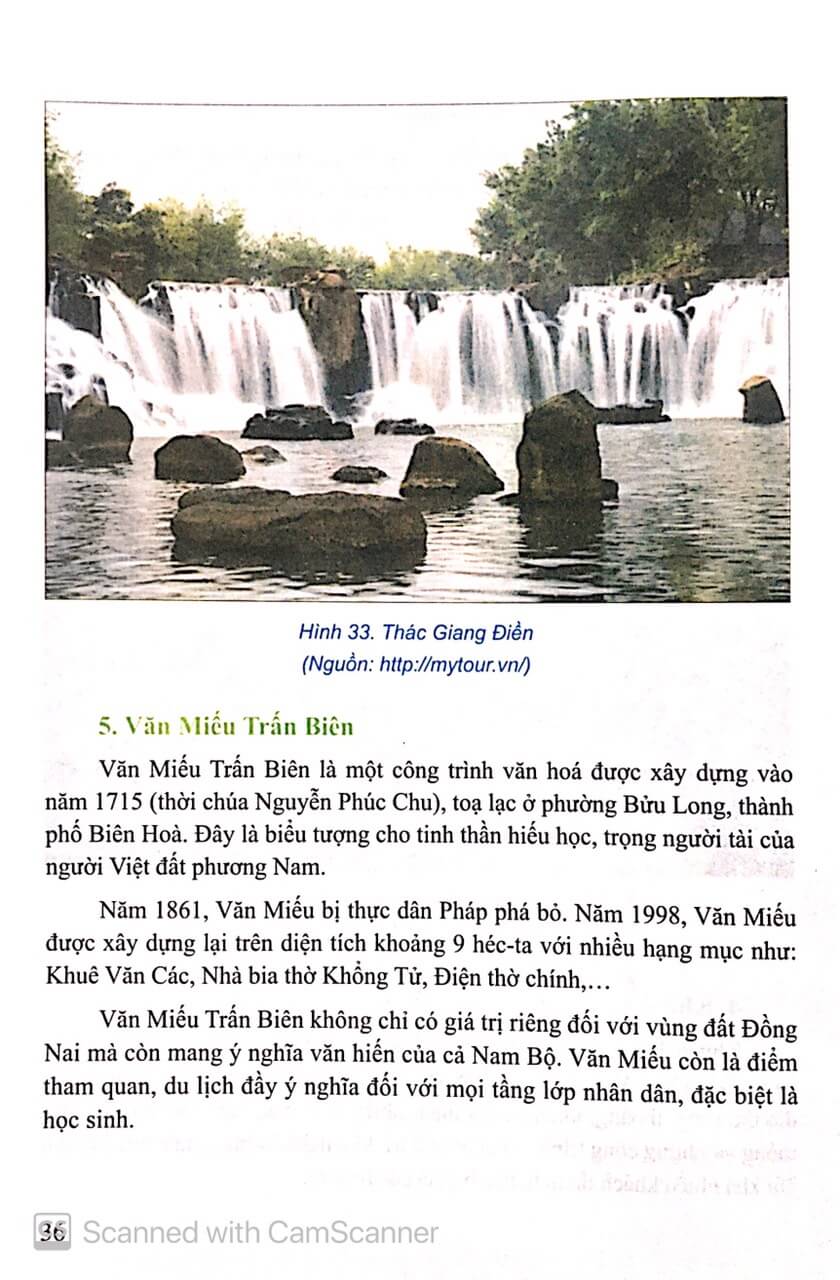 Hình 33. Thác Giang Điền
(Nguồn: http://mytour.vn/)
5. Văn Miếu Trấn Biên
Văn Miếu Trấn Biên là một công trình văn hoá được xây dựng vào
năm 1715 (thời chúa Nguyễn Phúc Chu), toạ lạc ở phường Bửu Long, thành
phố Biên Hoà. Đây là biểu tượng cho tinh thần hiếu học, trọng người tài của
người Việt đất phương Nam.
Năm 1861, Văn Miếu bị thực dân Pháp phá bỏ. Năm 1998, Văn Miếu
được xây dựng lại trên diện tích khoảng 9 héc-ta với nhiều hạng mục như:
Khuê Văn Các, Nhà bia thờ Khổng Tử, Điện thờ chính,…
Văn Miếu Trấn Biên không chỉ có giá trị riêng đối với vùng đất Đồng
Nai mà còn mang ý nghĩa văn hiến của cả Nam Bộ. Văn Miếu còn là điểm
tham quan, du lịch đầy ý nghĩa đối với mọi tầng lớp nhân dân, đặc biệt là
học sinh.
36 Scanned with CamScanner